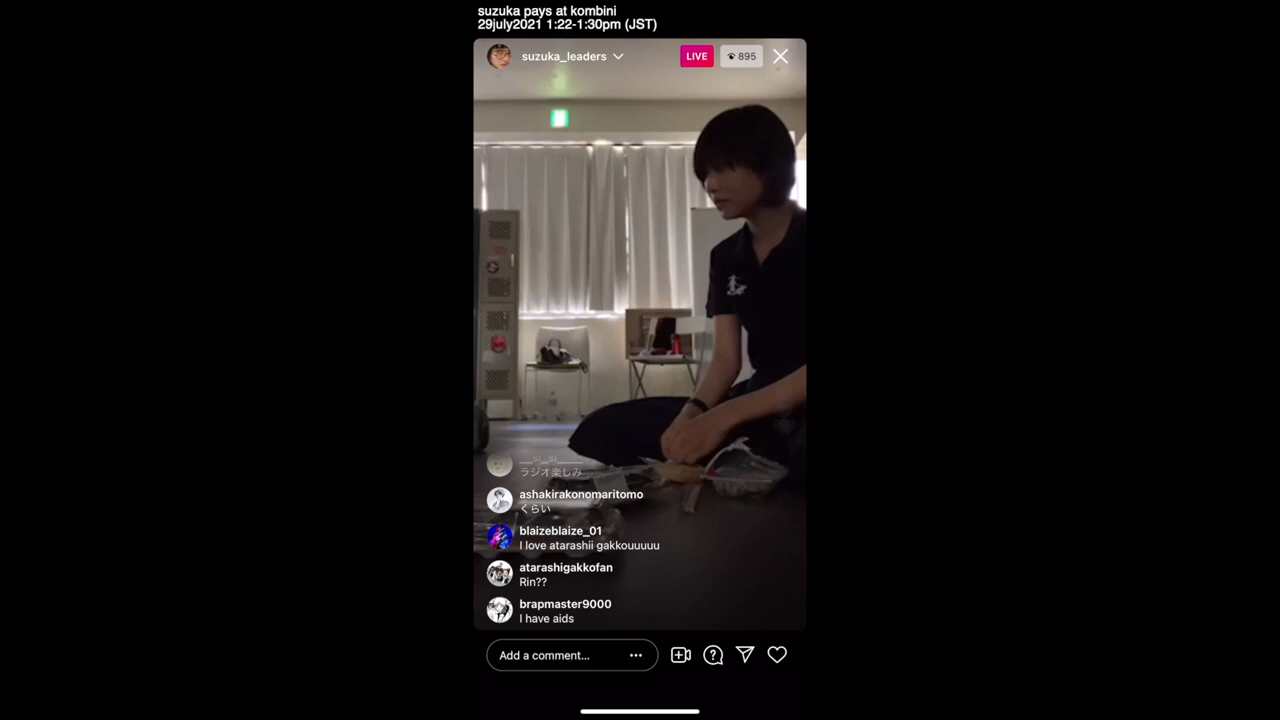 suzuka pays at kombini
29july2021 1:22-1:30pm (JST)
suzuka_leaders
LIVE
895
ラジオ楽しみ
ashakirakonomaritomo
くらい
blaizeblaize_01
I love atarashii gakkouuuuu
atarashigakkofan
Rin??
brapmaster9000
I have aids
Add a comment...